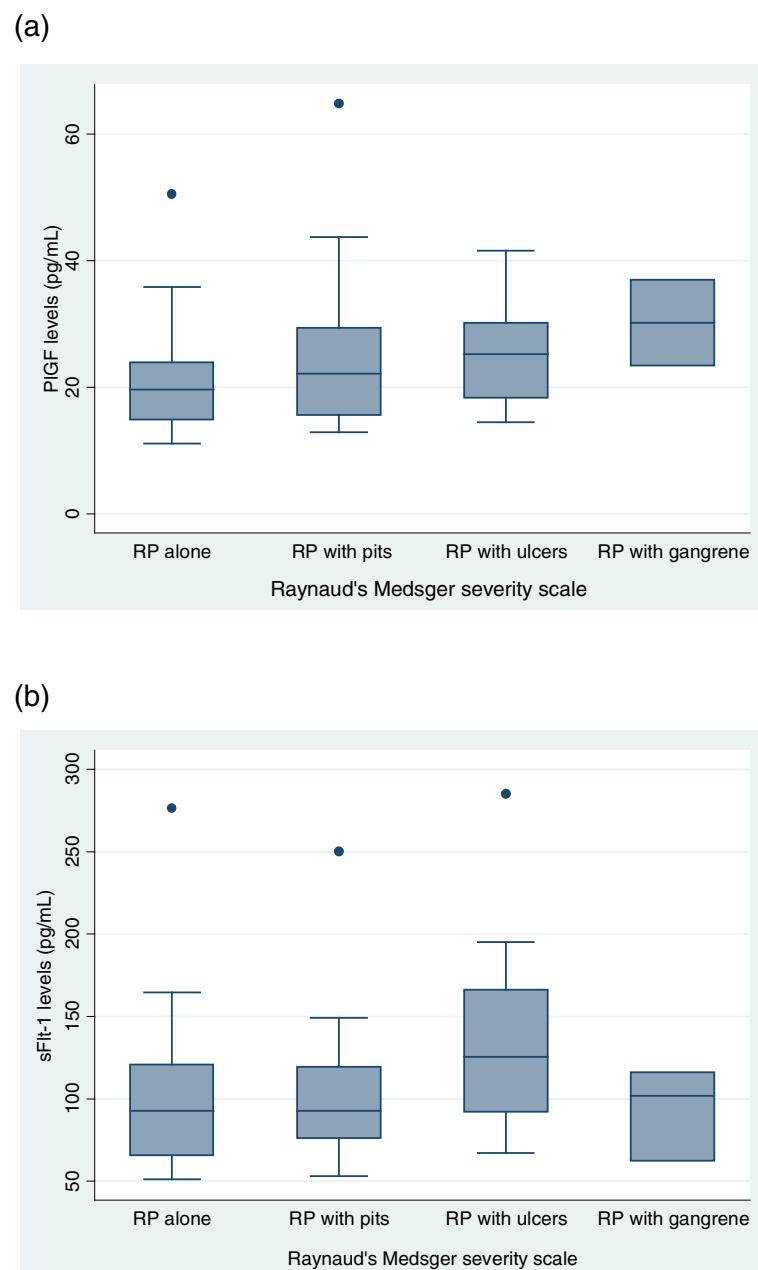 (a)
60
40
20
0
PlGF levels (pg/mL)
RP alone RP with pits RP with ulcers RP with gangrene
Raynaud's Medsger severity scale
(b)
300
250
200
150
100
50
sFlt-1 levels (pg/mL)
RP alone RP with pits RP with ulcers RP with gangrene
Raynaud's Medsger severity scale